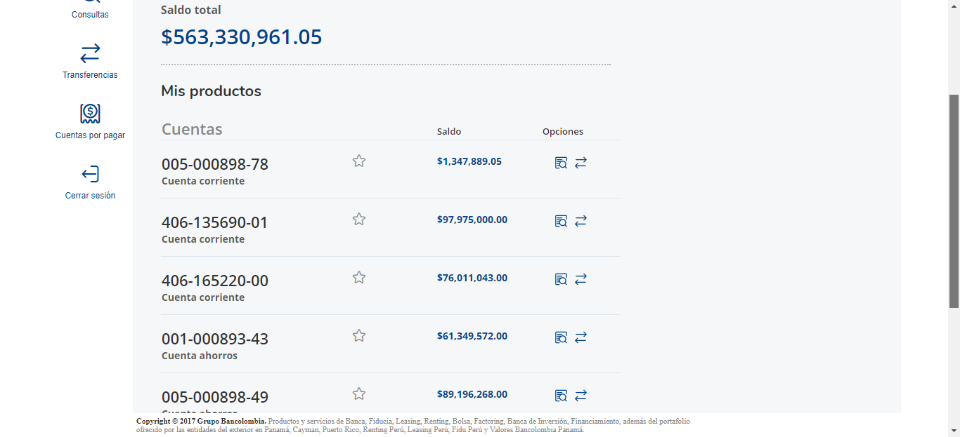 Consultas
Transferencias
Cuentas por pagar
Cerrar sesión
Saldo total
$563,330,961.05
Mis productos
Cuentas Saldo Opciones
005-000898-78 $1,347,889.05
Cuenta corriente
406-135690-01 $97,975,000.00
Cuenta corriente
406-165220-00 $76,011,043.00
Cuenta corriente
001-000893-43 $61,349,572.00
Cuenta ahorros
005-000898-49 $89,196,268.00
Cuenta ahorros
Copyright © 2017 Grupo Bancolombia. Productos y servicios de Banca, Fiducia, Leasing, Renting, Bolsa, Factoring, Banca de Inversión, Financiamiento, además del portafolio
ofrecido por las entidades del exterior en Panamá, Cayman, Puerto Rico, Renting Perú, Leasing Perú, Fidu Perú y Valores Bancolombia Panamá.